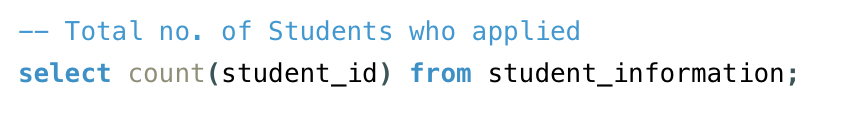 -- Total no. of Students who applied
select count(student_id) from student_information;